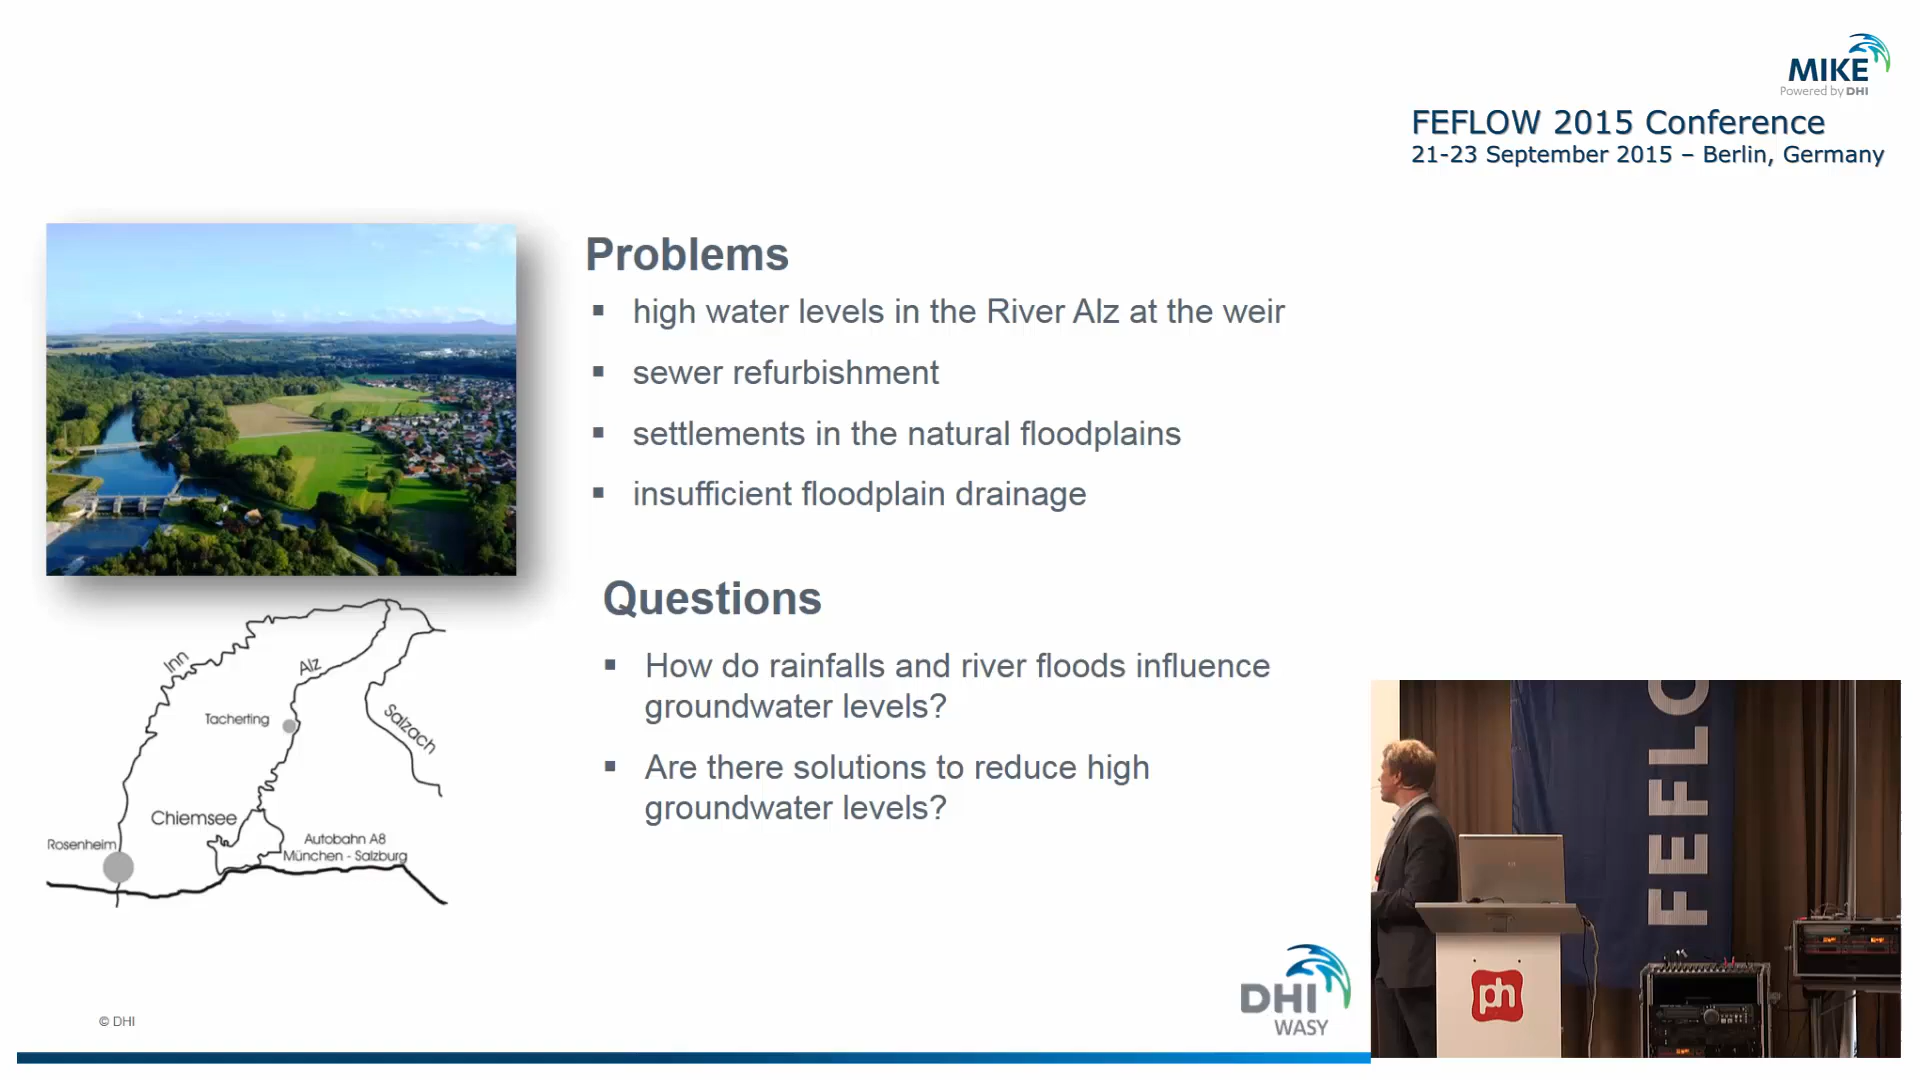 MIKE
Powered by DHI
FEFLOW 2015 Conference
21-23 September 2015 – Berlin, Germany
Problems
▪ high water levels in the River Alz at the weir
▪ sewer refurbishment
▪ settlements in the natural floodplains
▪ insufficient floodplain drainage
Questions
▪ How do rainfalls and river floods influence
groundwater levels?
▪ Are there solutions to reduce high
groundwater levels?
Inn
Alz
Tacherting
Salzach
Chiemsee
Rosenheim
Autobahn A8
München - Salzburg
DHI
WASY
© DHI
FEFLO
ph